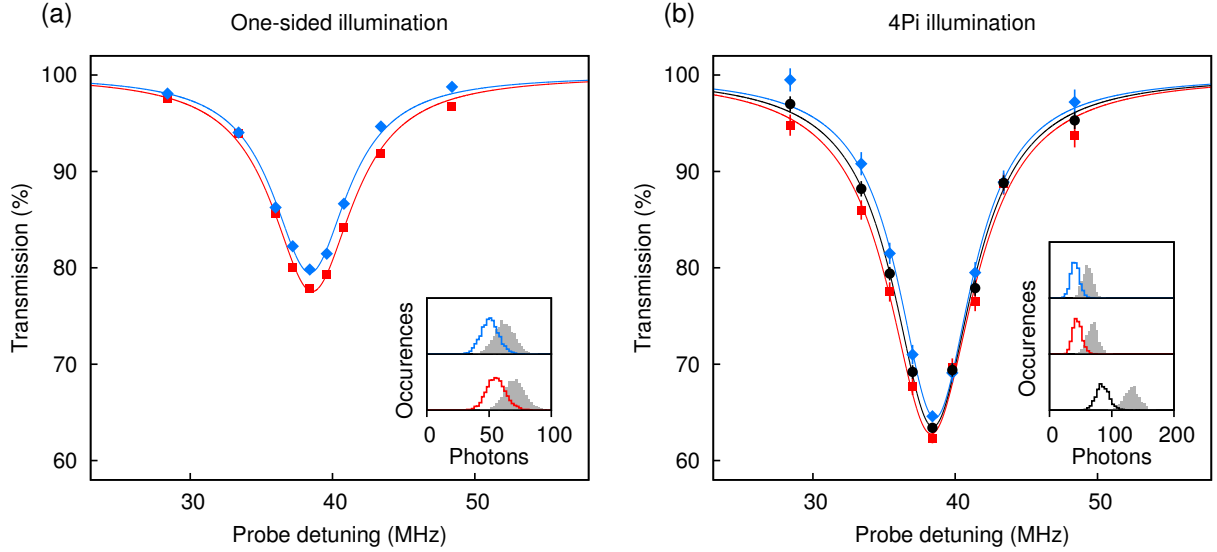 (a)
One-sided illumination
Transmission (%)
100
90
80
70
60
30
40
50
Probe detuning (MHz)
Occurences
0
50
100
Photons
(b)
4Pi illumination
Transmission (%)
100
90
80
70
60
30
40
50
Probe detuning (MHz)
Occurences
0
100
200
Photons